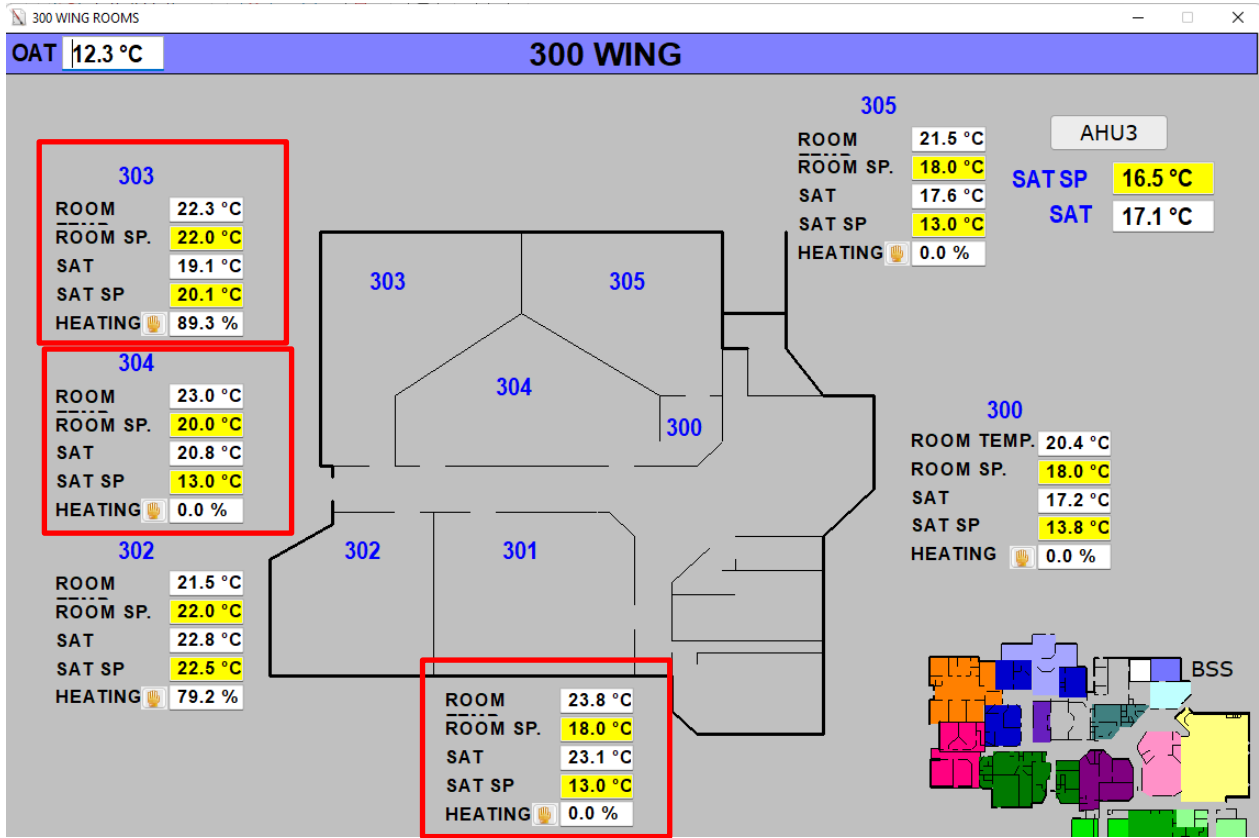 300 WING ROOMS
OAT 12.3 °C 300 WING
303
ROOM 22.3 °C
ROOM SP. 22.0 °C
SAT 19.1 °C
SAT SP 20.1 °C
HEATING 89.3 %
304
ROOM 23.0 °C
ROOM SP. 20.0 °C
SAT 20.8 °C
SAT SP 13.0 °C
HEATING 0.0 %
302
ROOM 21.5 °C
ROOM SP. 22.0 °C
SAT 22.8 °C
SAT SP 22.5 °C
HEATING 79.2 %
303
305
304
300
302
301
ROOM 23.8 °C
ROOM SP. 18.0 °C
SAT 23.1 °C
SAT SP 13.0 °C
HEATING 0.0 %
305
ROOM 21.5 °C
ROOM SP. 18.0 °C
SAT 17.6 °C
SAT SP 13.0 °C
HEATING 0.0 %
AHU3
SAT SP 16.5 °C
SAT 17.1 °C
300
ROOM TEMP. 20.4 °C
ROOM SP. 18.0 °C
SAT 17.2 °C
SAT SP 13.8 °C
HEATING 0.0 %
BSS